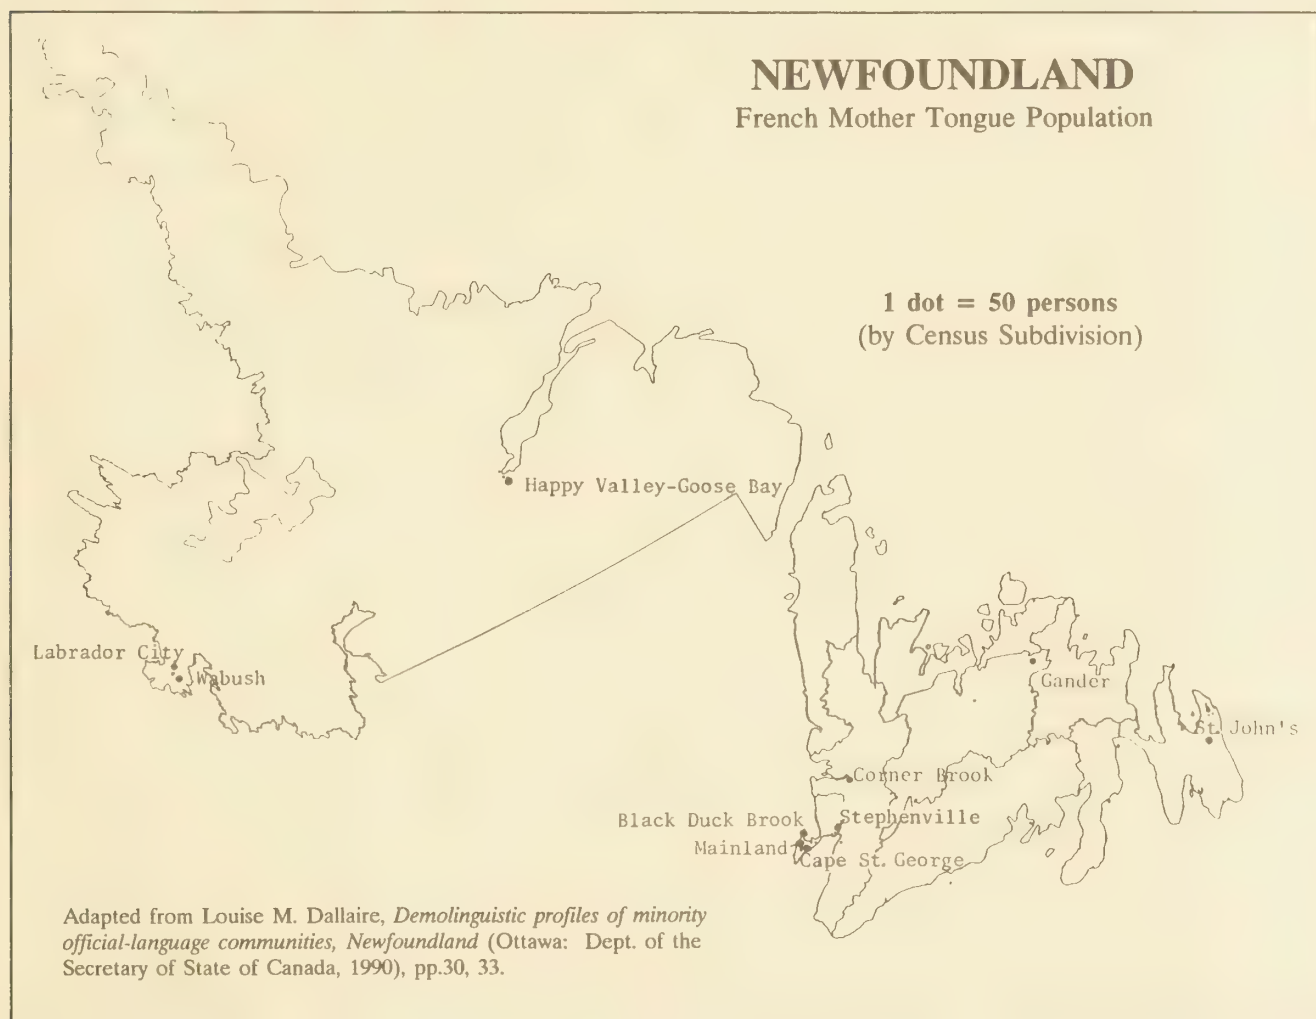 NEWFOUNDLAND
French Mother Tongue Population
1 dot = 50 persons
(by Census Subdivision)
Happy Valley-Goose Bay
Labrador City
Wabush
Gander
St. John's
Corner Brook
Black Duck Brook
Stephenville
Mainland
Cape St. George
Adapted from Louise M. Dallaire, Demolinguistic profiles of minority
official-language communities, Newfoundland (Ottawa: Dept. of the
Secretary of State of Canada, 1990), pp.30, 33.